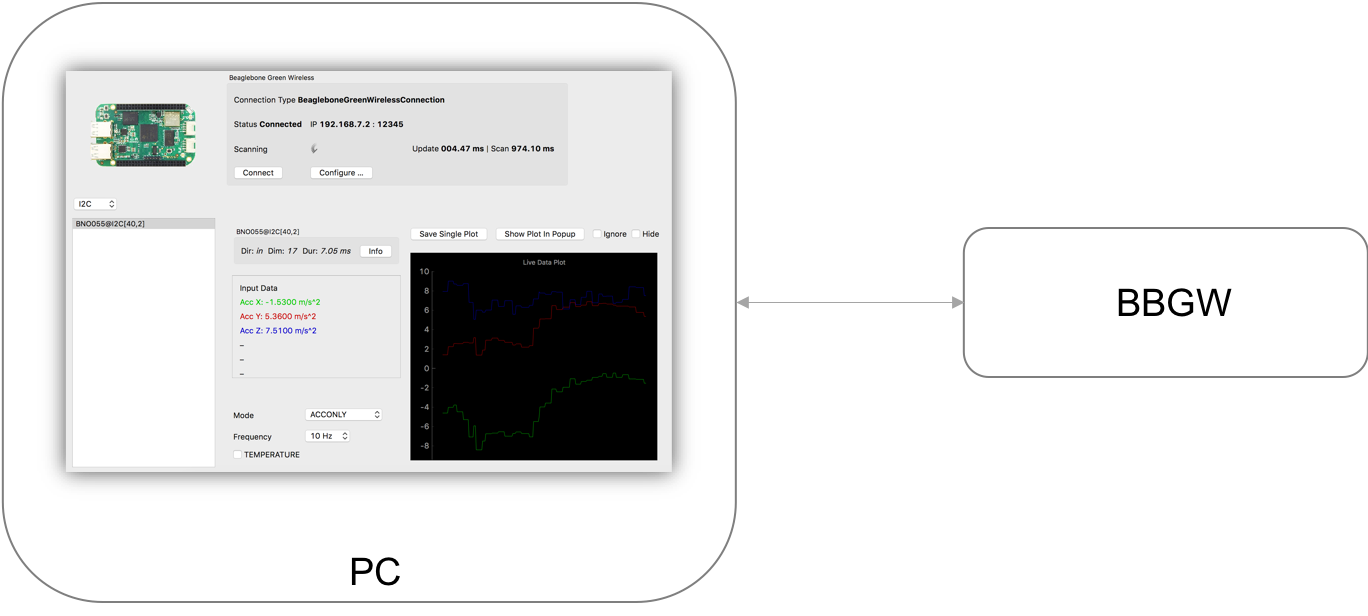 Beaglebone Green Wireless
Connection Type BeagleboneGreenWirelessConnection
Status Connected IP 192.168.7.2 : 12345
Scanning Update 004.47 ms | Scan 974.10 ms
Connect Configure ...
I2C
BNO055@I2C[40,2]
BNO055@I2C[40,2]
Dir: in Dim: 17 Dur: 7.05 ms Info
Save Single Plot Show Plot In Popup Ignore Hide
Input Data
Acc X: -1.5300 m/s^2
Acc Y: 5.3600 m/s^2
Acc Z: 7.5100 m/s^2
–
–
–
Mode ACCONLY
Frequency 10 Hz
TEMPERATURE
Live Data Plot
10
8
6
4
2
0
-2
-4
-6
-8
PC
BBGW